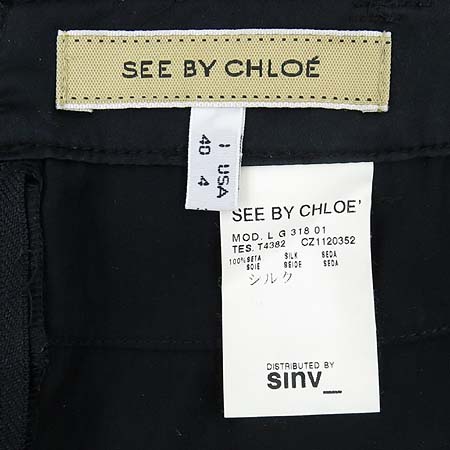 SEE BY CHLOÉ
I USA
40 4
SEE BY CHLOE'
MOD. L G 318 01
TES. T4382 CZ1120352
100%SETA SILK SEDA
SOIE SEIDE SEDA
シルク
DISTRIBUTED BY
sinv_